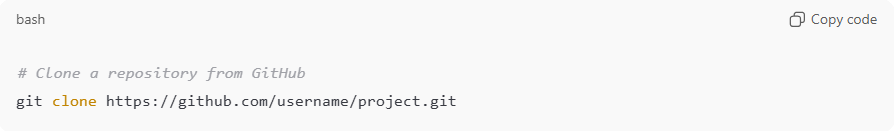 bash
Copy code
# Clone a repository from GitHub
git clone https://github.com/username/project.git